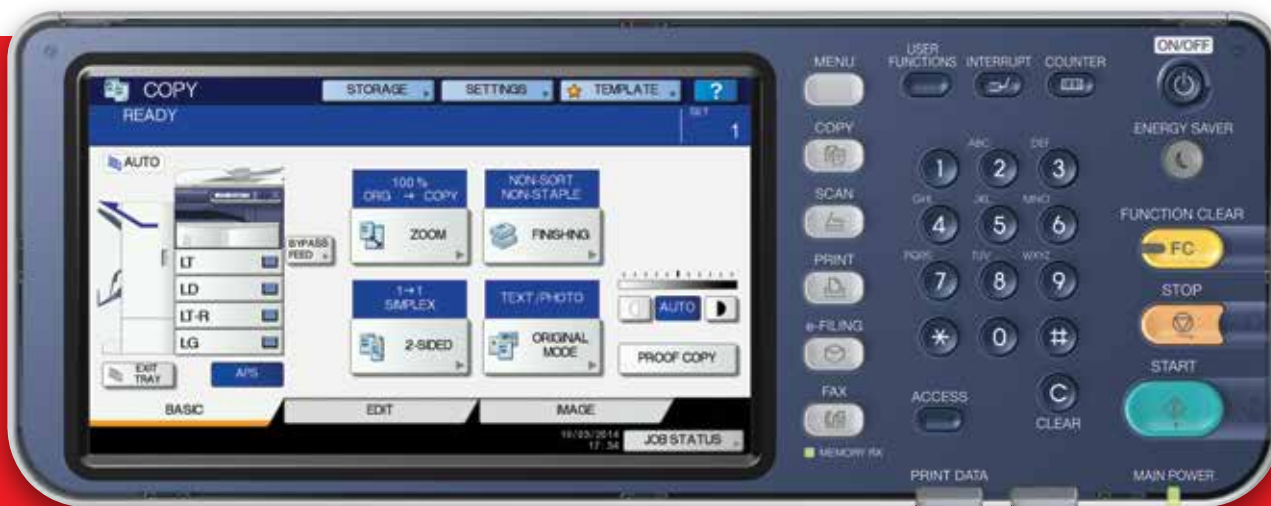 COPY
STORAGE
SETTINGS
TEMPLATE
?
READY
SET
1
AUTO
100 %
ORG → COPY
NON-SORT
NON-STAPLE
ZOOM
FINISHING
BYPASS
FEED
LT
LD
LT-R
LG
1→1
SIMPLEX
TEXT/PHOTO
AUTO
2-SIDED
ORIGINAL
MODE
PROOF COPY
EXIT
TRAY
APS
BASIC
EDIT
IMAGE
17:34
JOB STATUS
MENU
COPY
SCAN
PRINT
e-FILING
FAX
MEMORY RX
USER
FUNCTIONS
INTERRUPT
COUNTER
ABC
DEF
1
2
3
GHI
JKL
MNO
4
5
6
PQRS
TUV
WXYZ
7
8
9
*
0
#
ACCESS
C
CLEAR
PRINT DATA
ON/OFF
ENERGY SAVER
FUNCTION CLEAR
FC
STOP
START
MAIN POWER